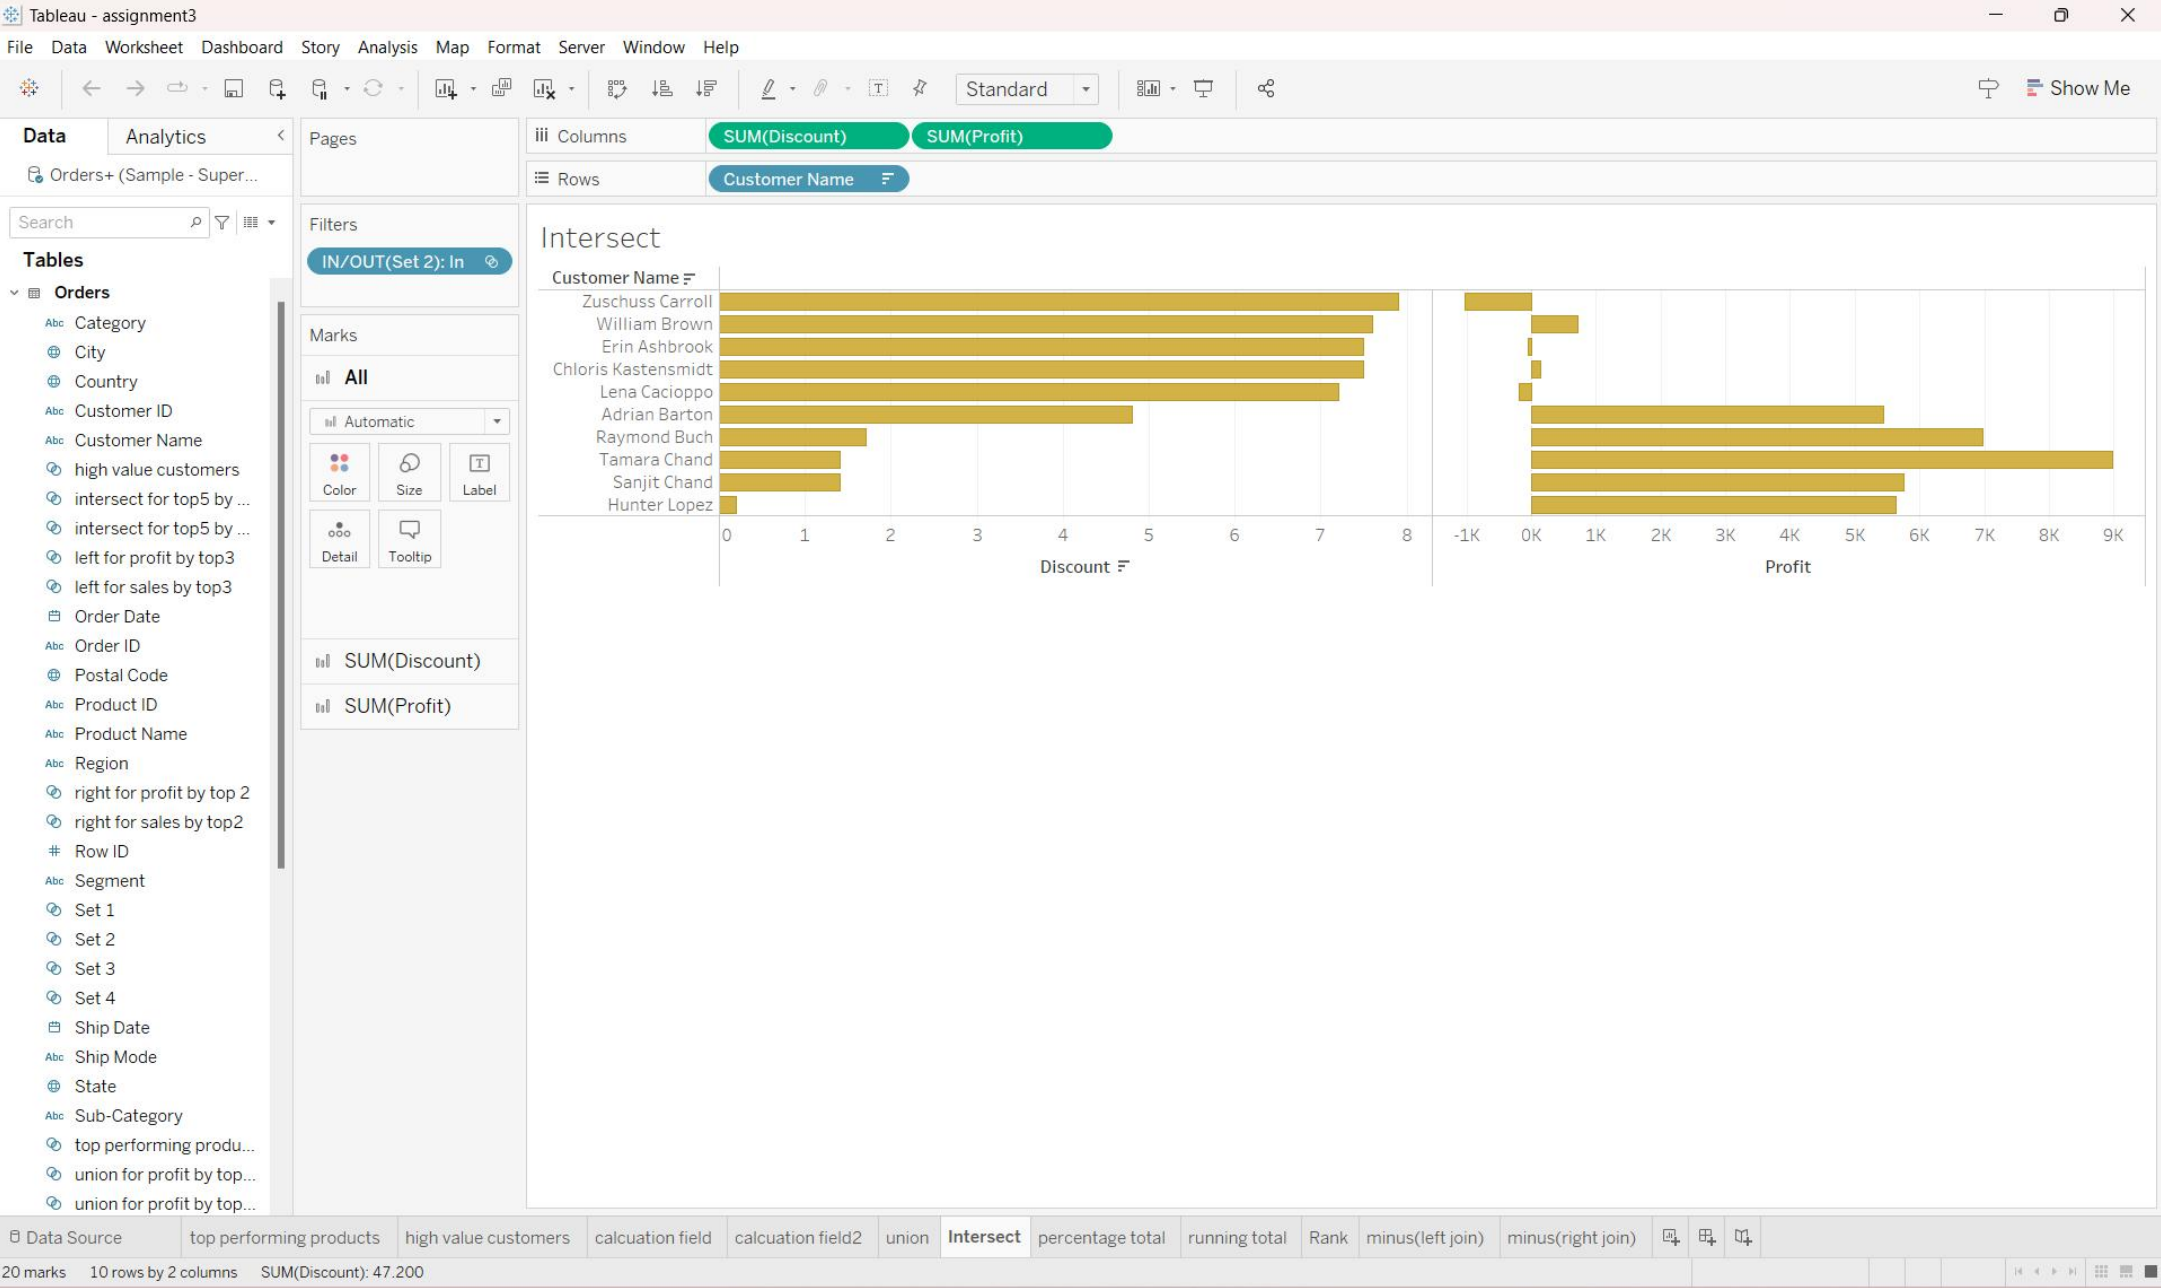 Tableau - assignment3
File Data Worksheet Dashboard Story Analysis Map Format Server Window Help
Standard
Show Me
Data Analytics
Orders+ (Sample - Super...
Search
Tables
Orders
Abc Category
City
Country
Abc Customer ID
Abc Customer Name
high value customers
intersect for top5 by ...
intersect for top5 by ...
left for profit by top3
left for sales by top3
Order Date
Abc Order ID
Postal Code
Abc Product ID
Abc Product Name
Abc Region
right for profit by top 2
right for sales by top2
# Row ID
Abc Segment
Set 1
Set 2
Set 3
Set 4
Ship Date
Abc Ship Mode
State
Abc Sub-Category
top performing produ...
union for profit by top...
union for profit by top...
Pages
Filters
IN/OUT(Set 2): In
Marks
All
Automatic
Color Size Label
Detail Tooltip
SUM(Discount)
SUM(Profit)
Columns SUM(Discount) SUM(Profit)
Rows Customer Name
Intersect
Customer Name
Zuschuss Carroll
William Brown
Erin Ashbrook
Chloris Kastensmidt
Lena Cacioppo
Adrian Barton
Raymond Buch
Tamara Chand
Sanjit Chand
Hunter Lopez
0 1 2 3 4 5 6 7 8 -1K 0K 1K 2K 3K 4K 5K 6K 7K 8K 9K
Discount Profit
Data Source top performing products high value customers calcuation field calcuation field2 union Intersect percentage total running total Rank minus(left join) minus(right join)
20 marks 10 rows by 2 columns SUM(Discount): 47.200